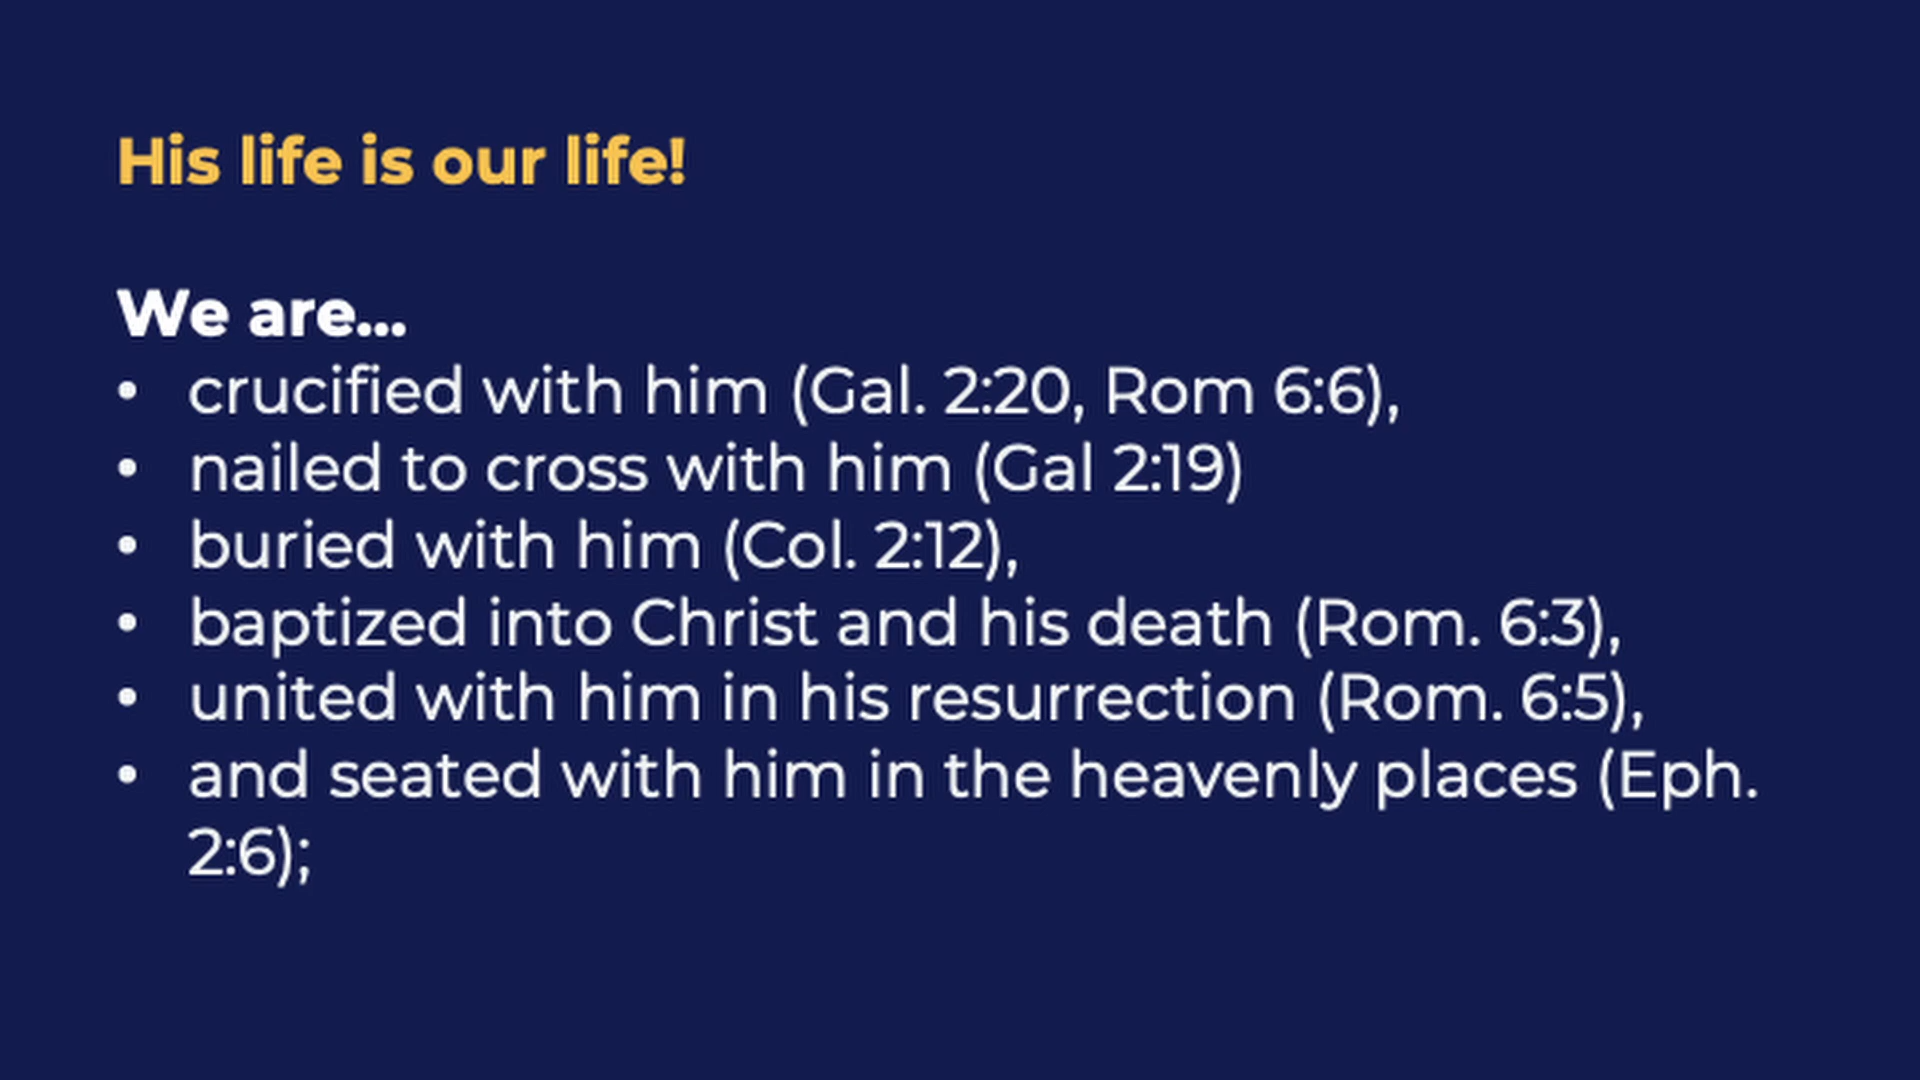 His life is our life!
We are...
• crucified with him (Gal. 2:20, Rom 6:6),
• nailed to cross with him (Gal 2:19)
• buried with him (Col. 2:12),
• baptized into Christ and his death (Rom. 6:3),
• united with him in his resurrection (Rom. 6:5),
• and seated with him in the heavenly places (Eph.
2:6);